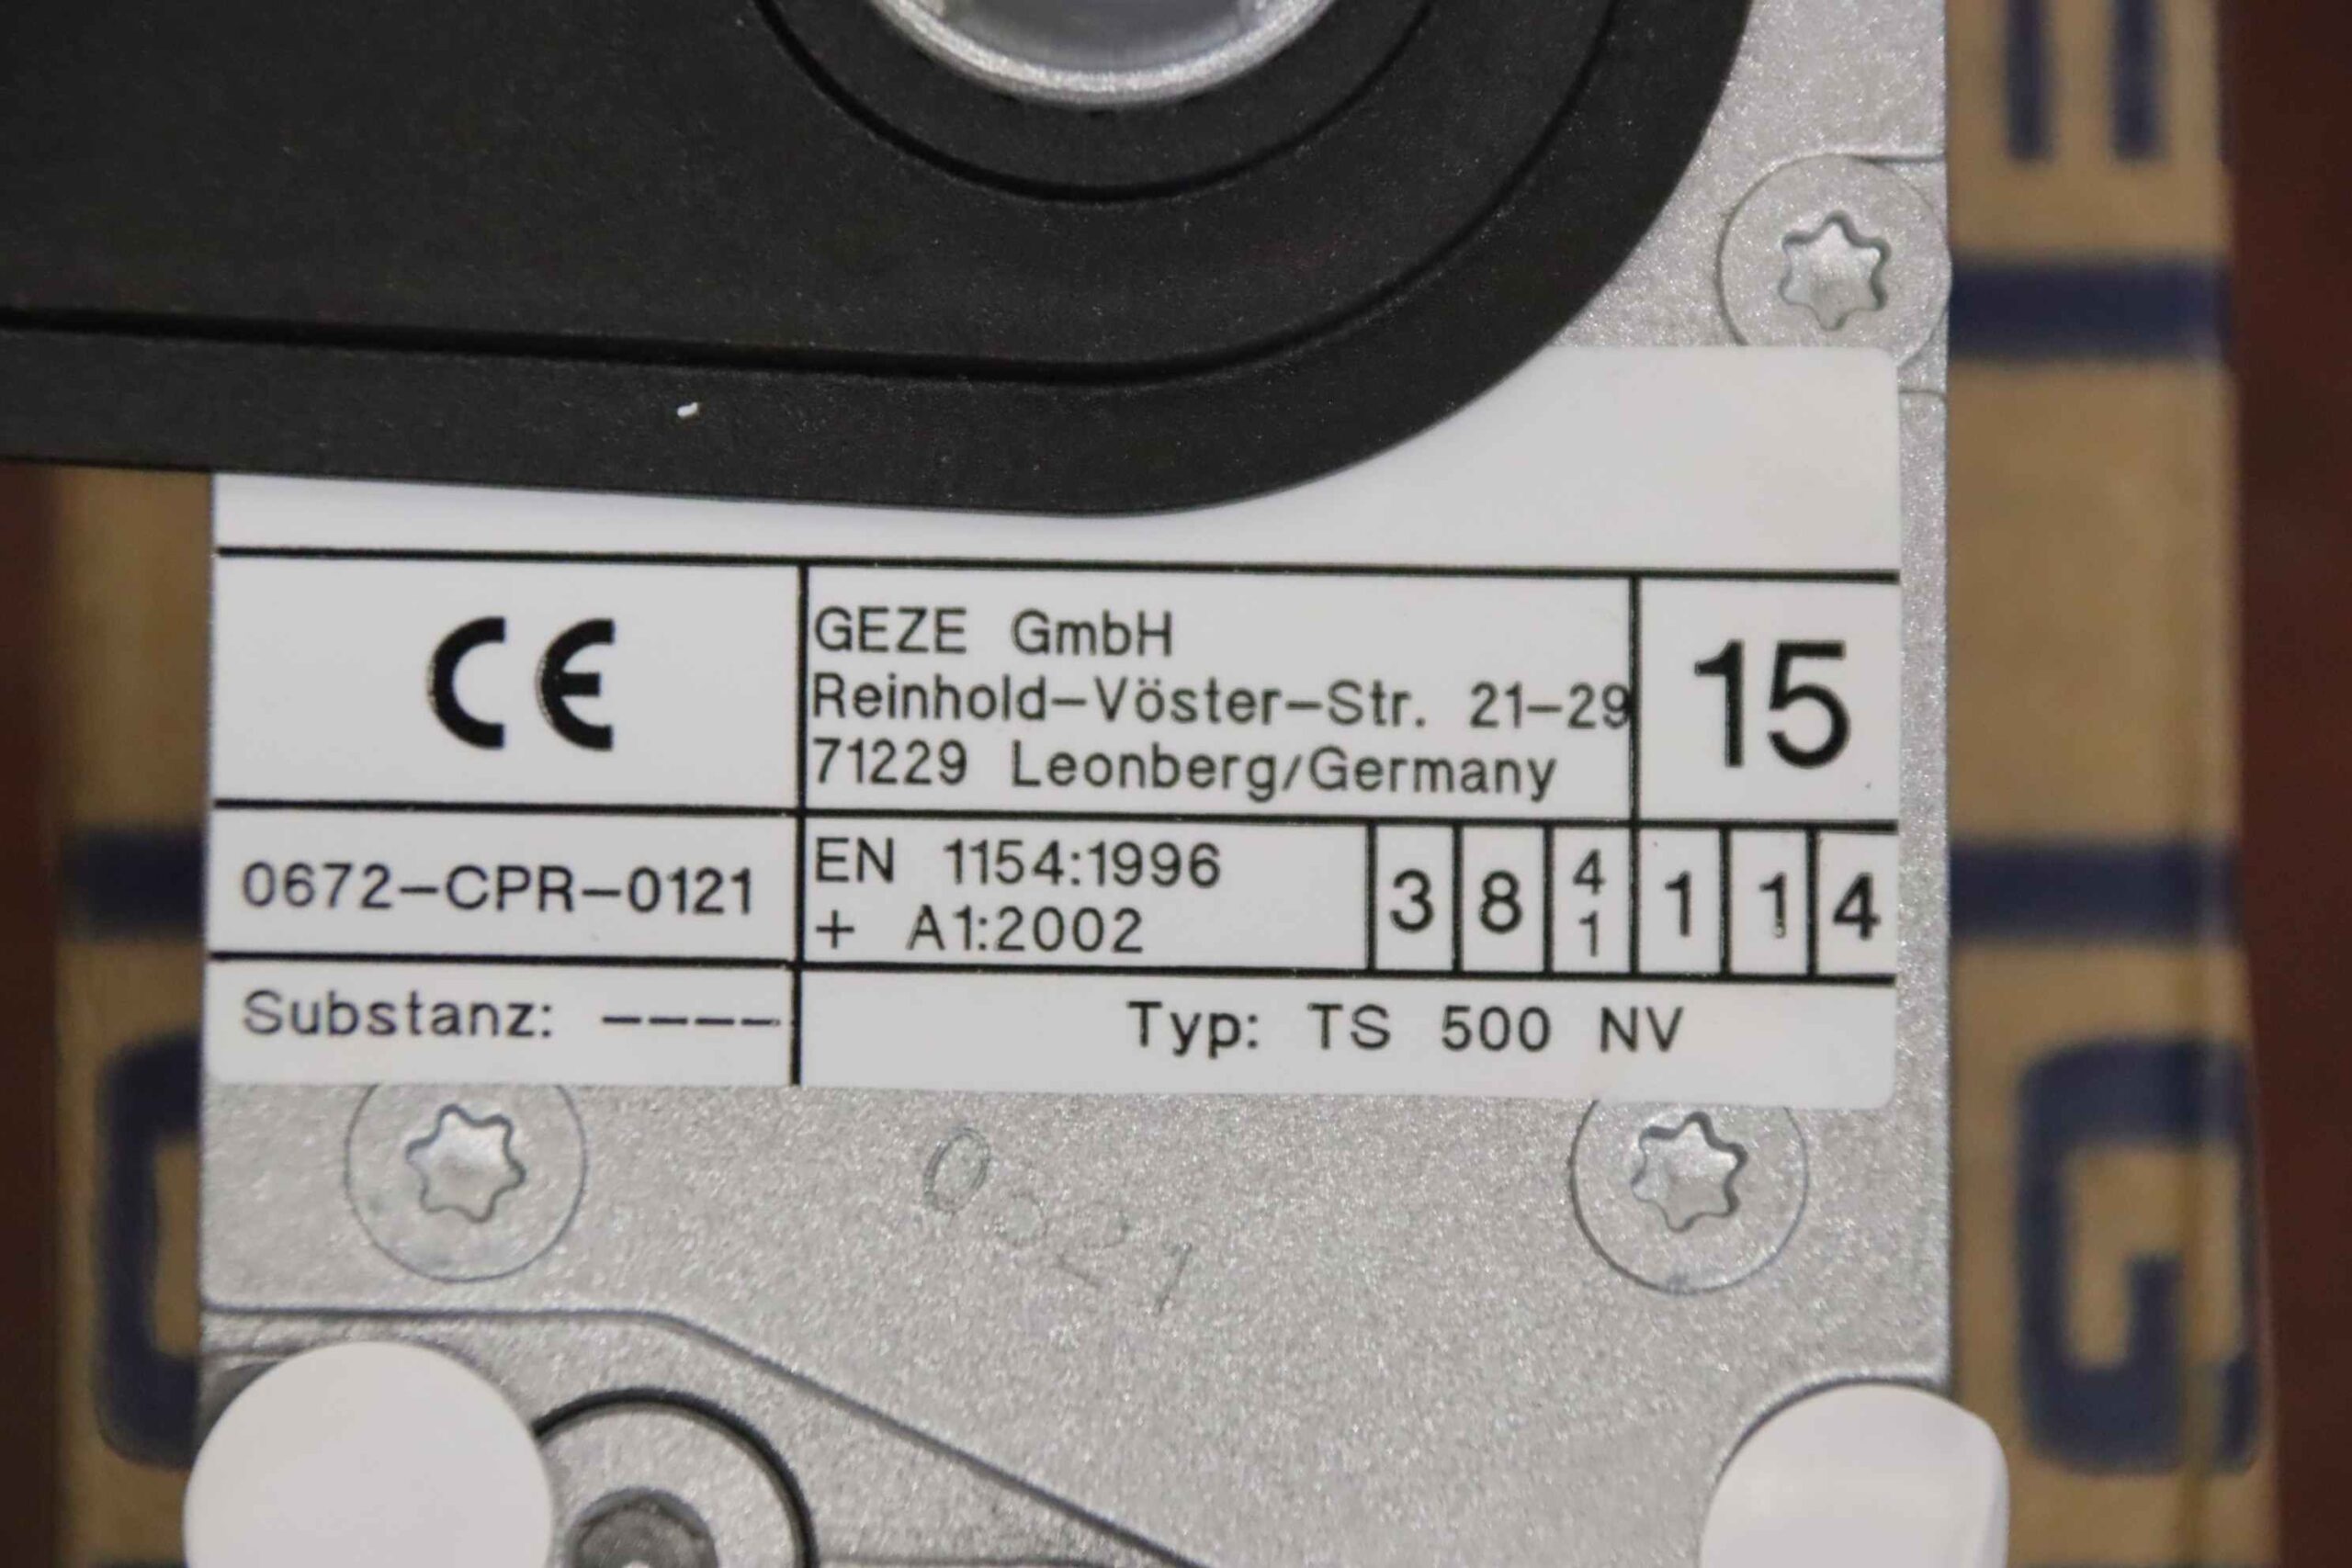 CE
GEZE GmbH
Reinhold-Vöster-Str. 21-29
71229 Leonberg/Germany
15
0672-CPR-0121
EN 1154:1996
+ A1:2002
3 8 4 1 1 1 4
Substanz: ----
Typ: TS 500 NV
G